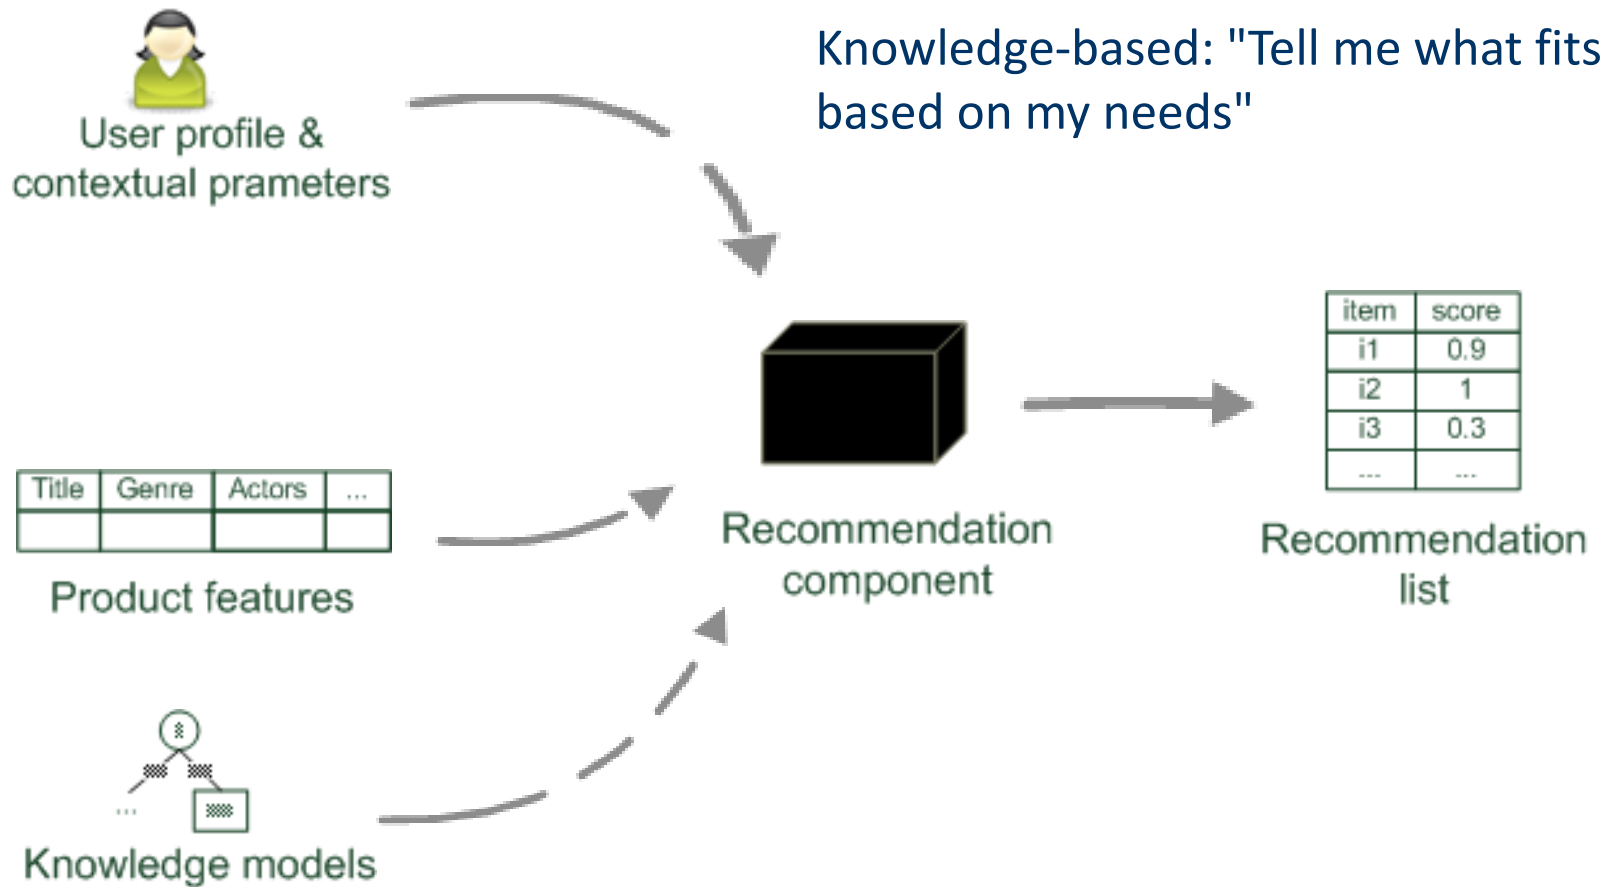 Knowledge-based: "Tell me what fits
based on my needs"
User profile &
contextual prameters
Title Genre Actors ...
Product features
...
Knowledge models
Recommendation
component
item score
i1 0.9
i2 1
i3 0.3
... ...
Recommendation
list